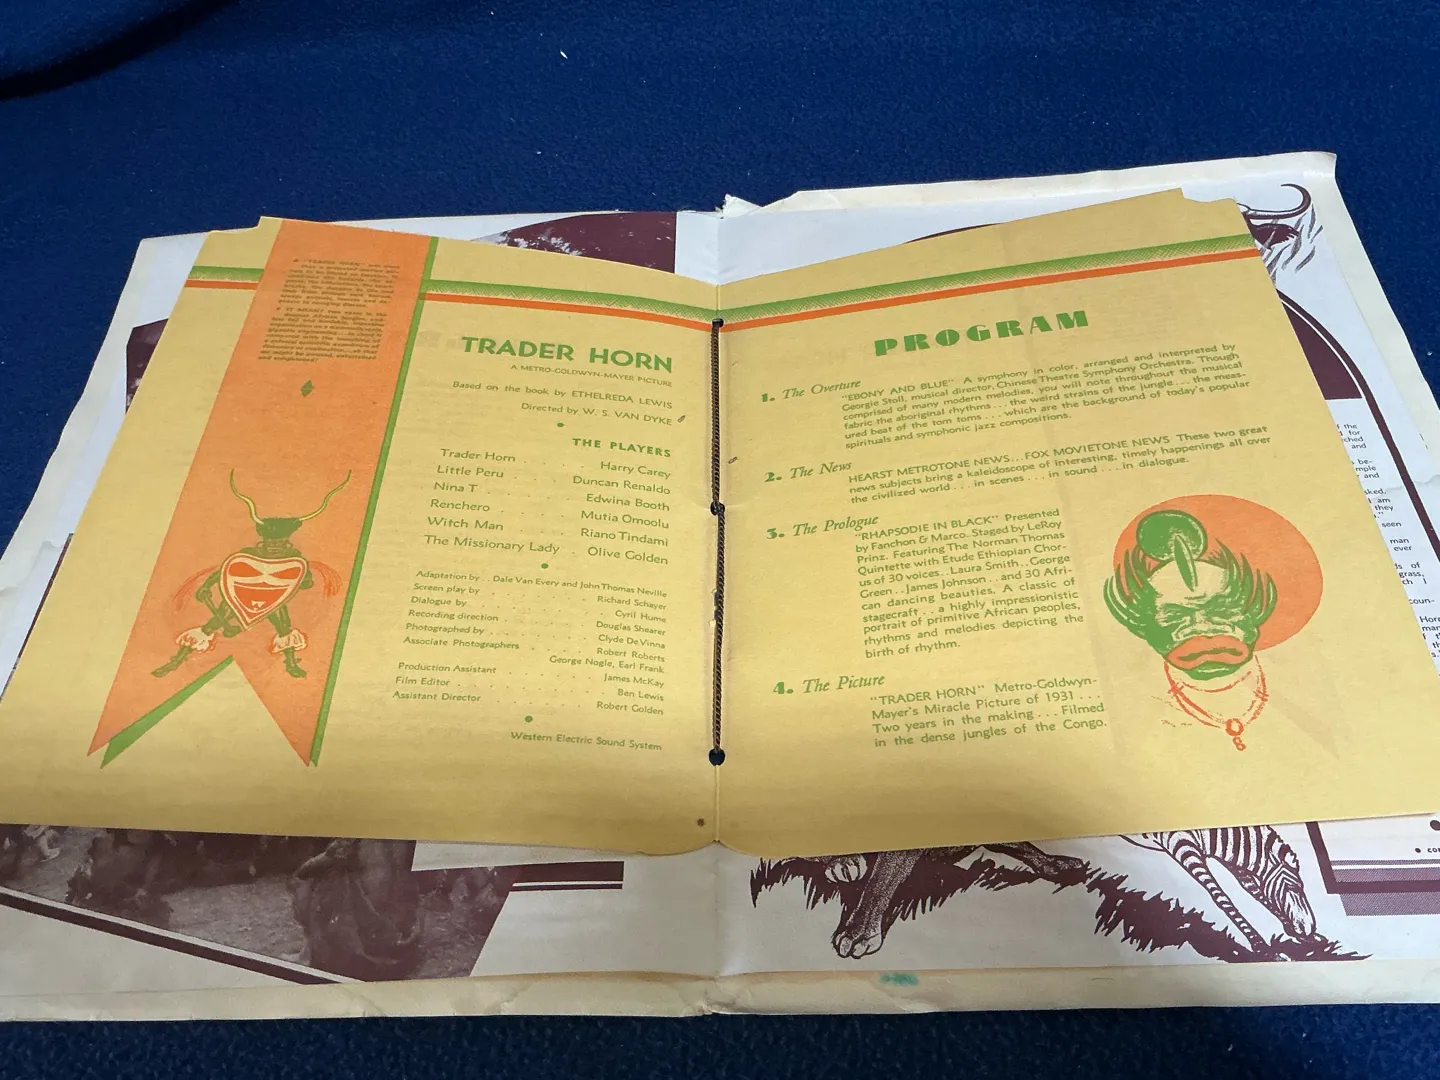 TRADER HORN
A METRO-GOLDWYN-MAYER PICTURE
Based on the book by ETHELREDA LEWIS
Directed by W. S. VAN DYKE
THE PLAYERS
Trader Horn . . . . Harry Carey
Little Peru . . . . Duncan Renaldo
Nina T . . . . Edwina Booth
Renchero . . . . Mutia Omoolu
Witch Man . . . . Riano Tindami
The Missionary Lady . Olive Golden
Adaptation by . . Dale Van Every and John Thomas Neville
Screen play by . . . Richard Schayer
Dialogue by . . . Cyril Hume
Recording direction . . . Douglas Shearer
Photographed by . . . Clyde De Vinna
Associate Photographers . . . Robert Roberts
George Nogle, Earl Frank
Production Assistant . . . James McKay
Film Editor . . . Ben Lewis
Assistant Director . . . Robert Golden
Western Electric Sound System
PROGRAM
1. The Overture
"EBONY AND BLUE" A symphony in color, arranged and interpreted by
Georgie Stoll, musical director, Chinese Theatre Symphony Orchestra. Though
comprised of many modern melodies, you will note throughout the musical
fabric the aboriginal rhythms . . . the weird strains of the jungle . . . the meas-
ured beat of the tom toms . . . which are the background of today's popular
spirituals and symphonic jazz compositions.
2. The News
HEARST METROTONE NEWS . . . FOX MOVIETONE NEWS These two great
news subjects bring a kaleidoscope of interesting, timely happenings all over
the civilized world . . . in scenes . . . in sound . . . in dialogue.
3. The Prologue
"RHAPSODIE IN BLACK" Presented
by Fanchon & Marco. Staged by LeRoy
Prinz. Featuring The Norman Thomas
Quintette with Etude Ethiopian Chor-
us of 30 voices . . Laura Smith . . George
Green . . James Johnson . . and 30 Afri-
can dancing beauties. A classic of
stagecraft . . a highly impressionistic
portrait of primitive African peoples,
rhythms and melodies depicting the
birth of rhythm.
4. The Picture
"TRADER HORN" Metro-Goldwyn-
Mayer's Miracle Picture of 1931 . . .
Two years in the making . . . Filmed
in the dense jungles of the Congo.